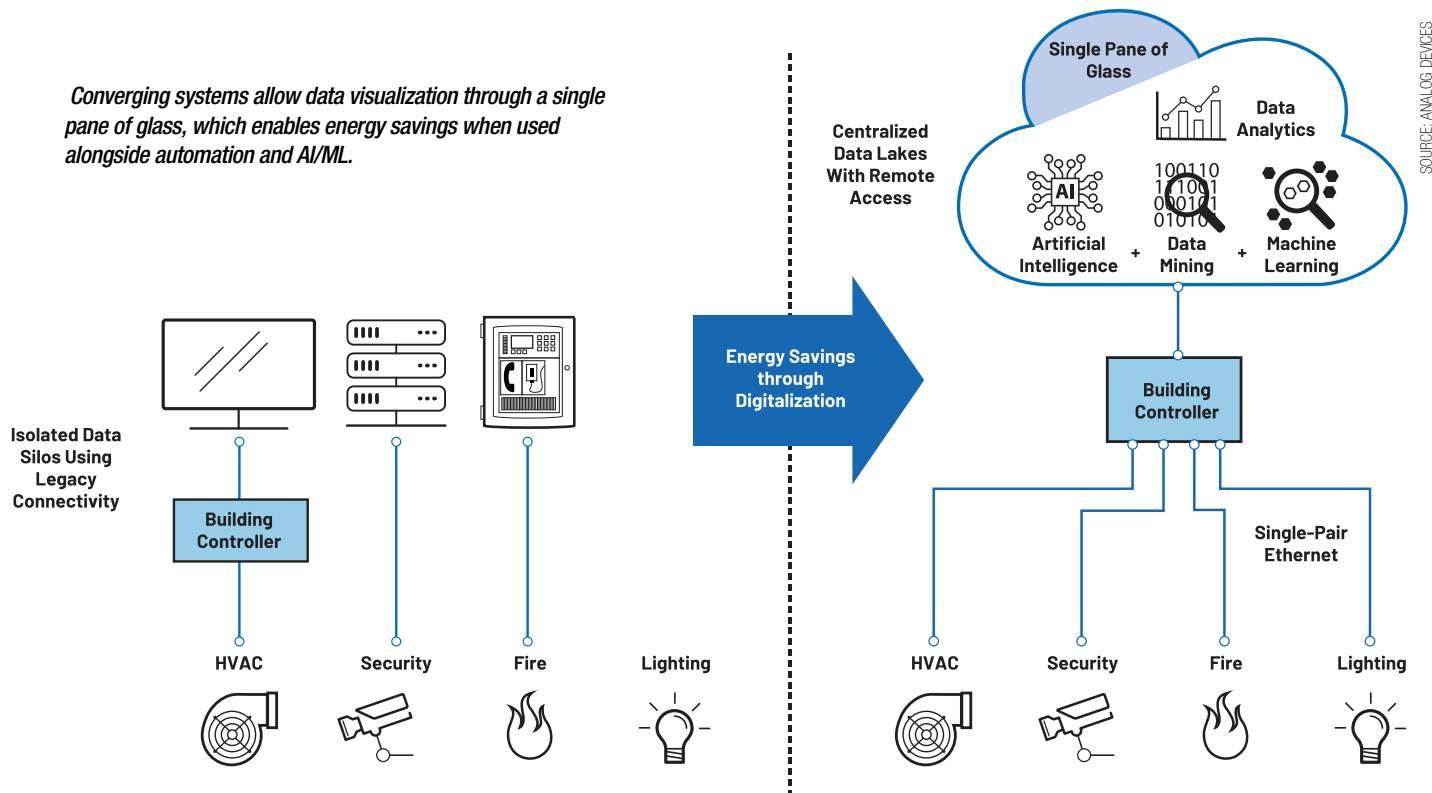 Converging systems allow data visualization through a single
pane of glass, which enables energy savings when used
alongside automation and AI/ML.
Isolated Data
Silos Using
Legacy
Connectivity
Building
Controller
HVAC
Security
Fire
Lighting
Energy Savings
through
Digitalization
Centralized
Data Lakes
With Remote
Access
Single Pane of
Glass
Data
Analytics
AI
100110
111001
000101
010101
Artificial
Intelligence
+
Data
Mining
+
Machine
Learning
Building
Controller
Single-Pair
Ethernet
HVAC
Security
Fire
Lighting
SOURCE: ANALOG DEVICES